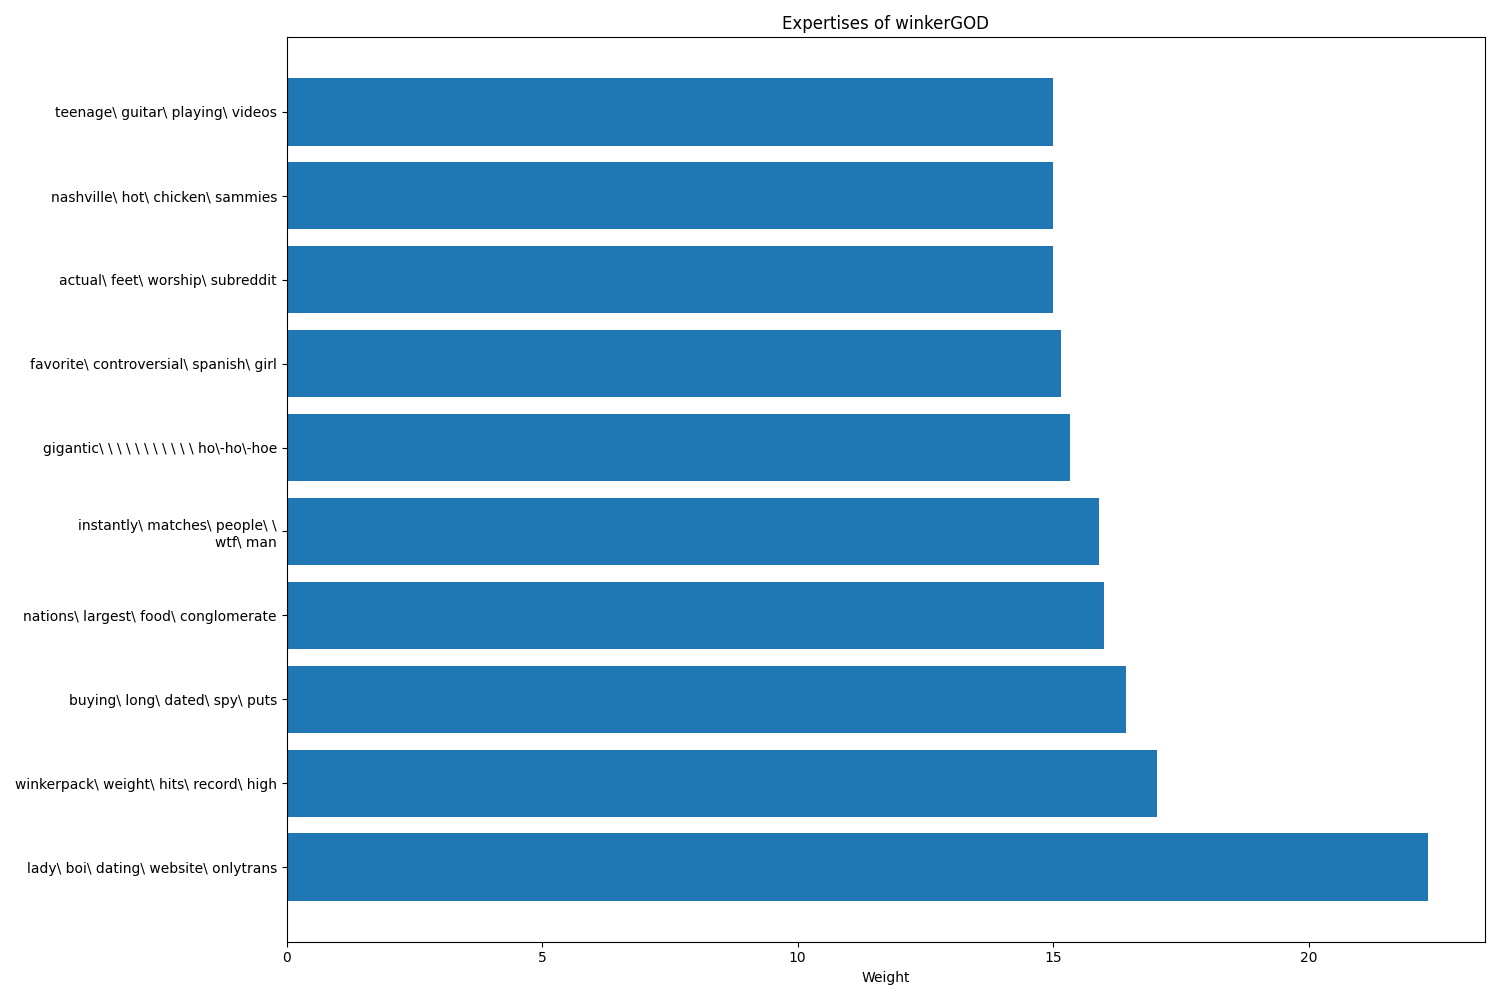 Expertises of winkerGOD
teenage\ guitar\ playing\ videos
nashville\ hot\ chicken\ sammies
actual\ feet\ worship\ subreddit
favorite\ controversial\ spanish\ girl
gigantic\ \ \ \ \ \ \ \ \ \ \ ho\-ho\-hoe
instantly\ matches\ people\ \
wtf\ man
nations\ largest\ food\ conglomerate
buying\ long\ dated\ spy\ puts
winkerpack\ weight\ hits\ record\ high
lady\ boi\ dating\ website\ onlytrans
0 5 10 15 20
Weight